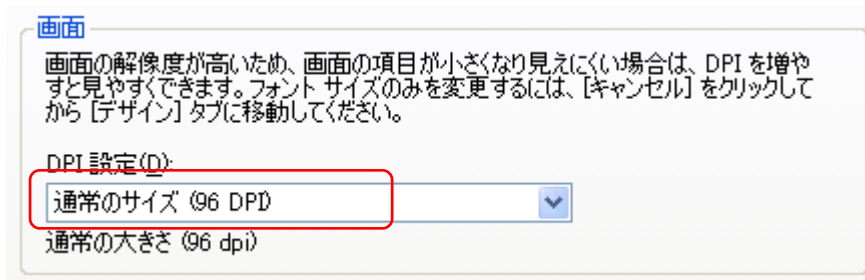 画面
画面の解像度が高いため、画面の項目が小さくなり見えにくい場合は、DPI を増や
すと見やすくできます。フォント サイズのみを変更するには、[キャンセル] をクリックして
から [デザイン] タブに移動してください。
DPI 設定(D):
通常のサイズ (96 DPI)
通常の大きさ (96 dpi)